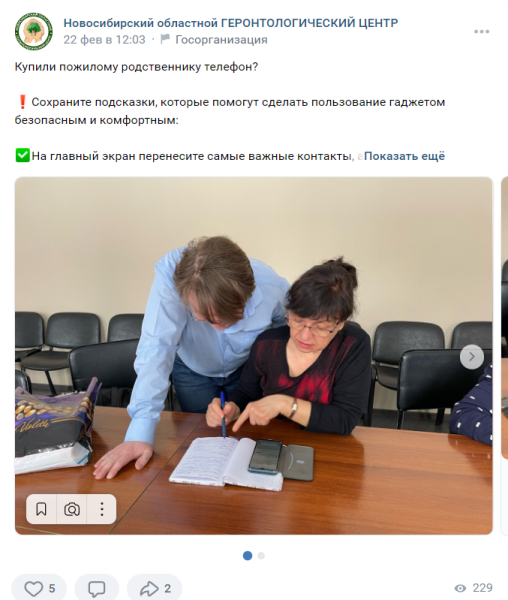 Новосибирский областной ГЕРОНТОЛОГИЧЕСКИЙ ЦЕНТР
22 фев в 12:03 · Госорганизация
Купили пожилому родственнику телефон?
❗ Сохраните подсказки, которые помогут сделать пользование гаджетом
безопасным и комфортным:
✅На главный экран перенесите самые важные контакты, Показать ещё
5
2
229